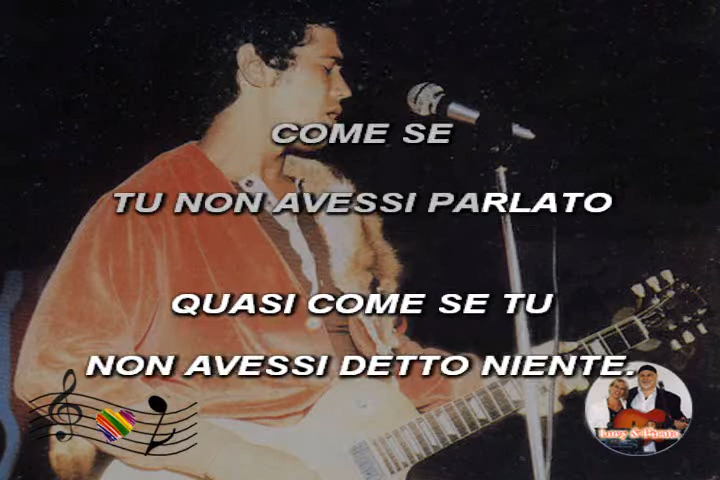 COME SE
TU NON AVESSI PARLATO
QUASI COME SE TU
NON AVESSI DETTO NIENTE.